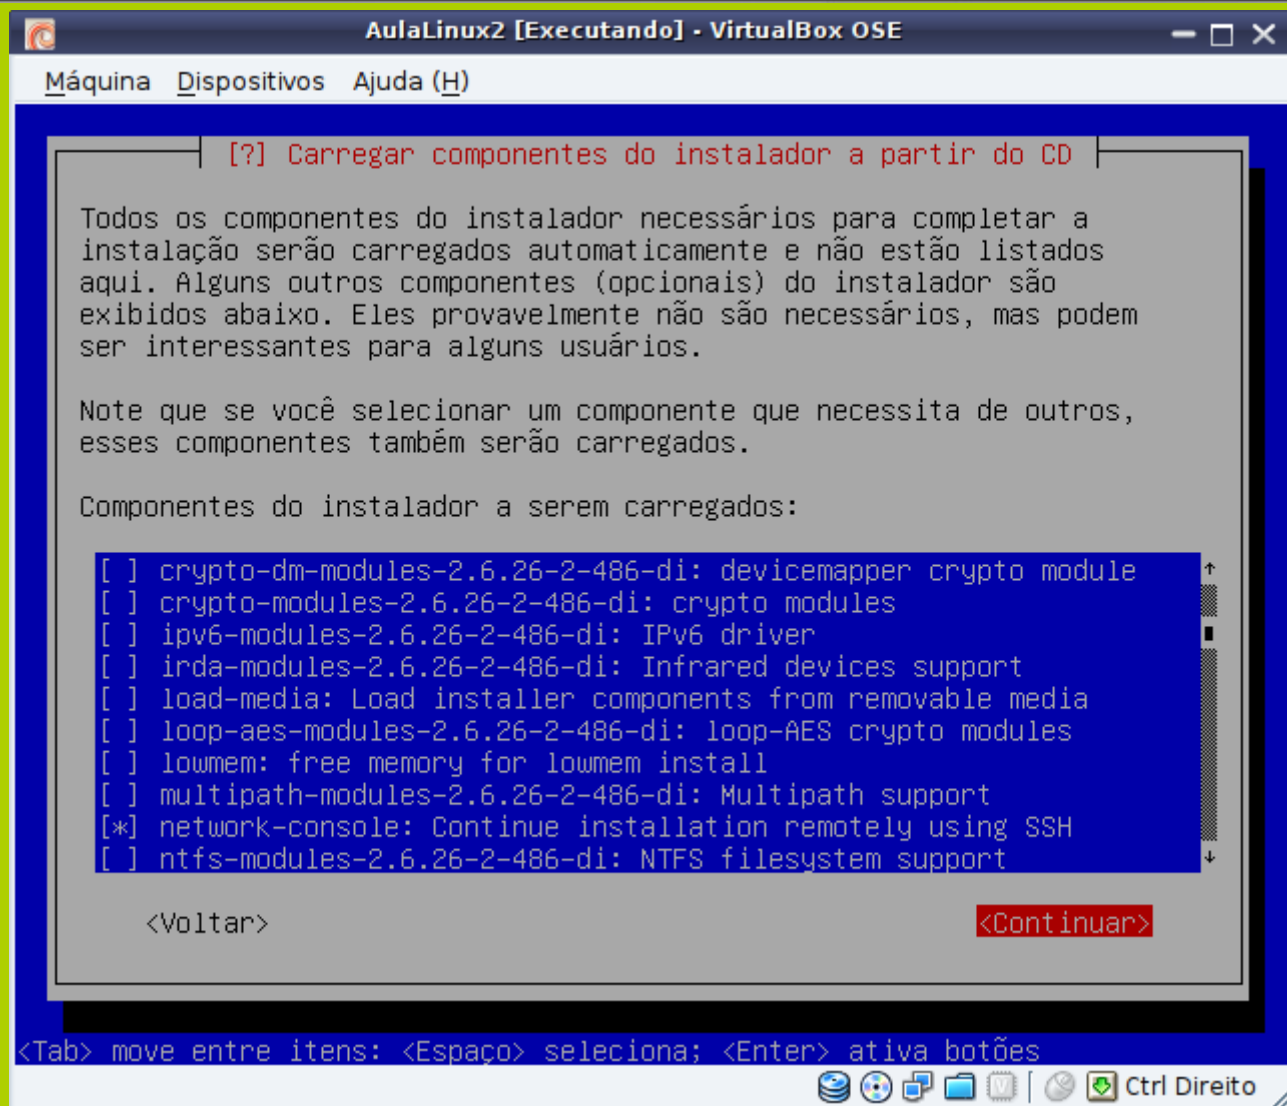 AulaLinux2 [Executando] - VirtualBox OSE
Máquina Dispositivos Ajuda (H)
[?] Carregar componentes do instalador a partir do CD
Todos os componentes do instalador necessários para completar a
instalação serão carregados automaticamente e não estão listados
aqui. Alguns outros componentes (opcionais) do instalador são
exibidos abaixo. Eles provavelmente não são necessários, mas podem
ser interessantes para alguns usuários.
Note que se você selecionar um componente que necessita de outros,
esses componentes também serão carregados.
Componentes do instalador a serem carregados:
[ ] crypto-dm-modules-2.6.26-2-486-di: devicemapper crypto module
[ ] crypto-modules-2.6.26-2-486-di: crypto modules
[ ] ipv6-modules-2.6.26-2-486-di: IPv6 driver
[ ] irda-modules-2.6.26-2-486-di: Infrared devices support
[ ] load-media: Load installer components from removable media
[ ] loop-aes-modules-2.6.26-2-486-di: loop-AES crypto modules
[ ] lowmem: free memory for lowmem install
[ ] multipath-modules-2.6.26-2-486-di: Multipath support
[*] network-console: Continue installation remotely using SSH
[ ] ntfs-modules-2.6.26-2-486-di: NTFS filesystem support
<Voltar> <Continuar>
<Tab> move entre itens: <Espaço> seleciona; <Enter> ativa botões
Ctrl Direito